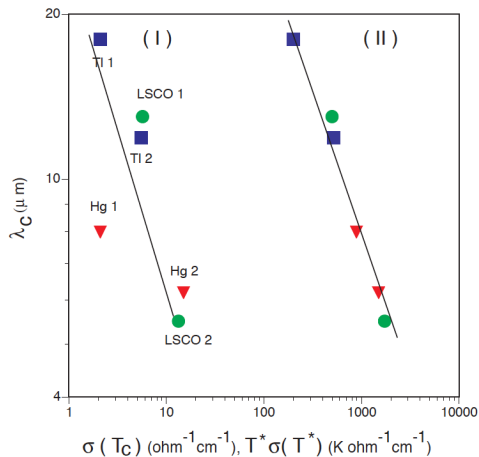 20
( I )
( II )
Tl 1
LSCO 1
Tl 2
10
Hg 1
Hg 2
LSCO 2
4
λc (μ m)
1
10
100
1000
10000
σ ( Tc ) (ohm⁻¹cm⁻¹), T*σ(T*) (K ohm⁻¹cm⁻¹)